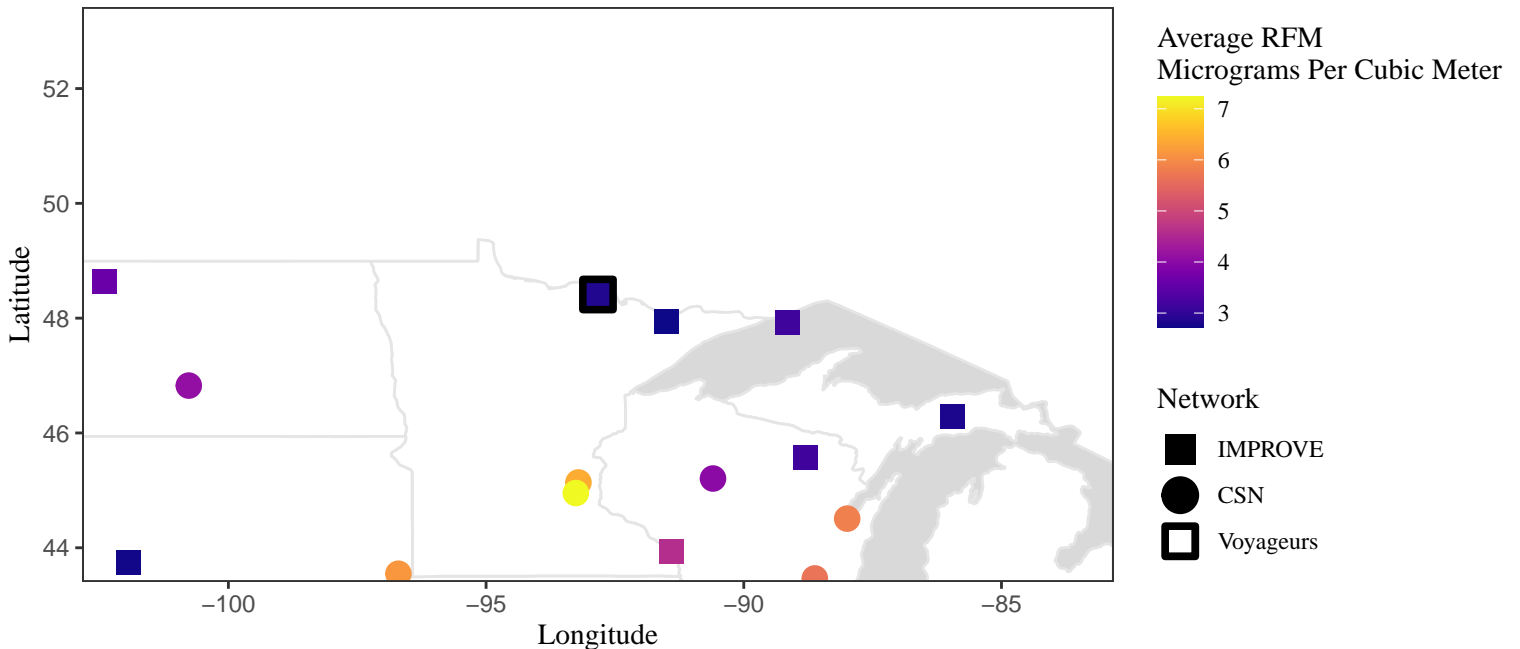 Average RFM
Micrograms Per Cubic Meter
7
6
5
4
3
Network
IMPROVE
CSN
Voyageurs
Latitude
52
50
48
46
44
−100
−95
−90
−85
Longitude